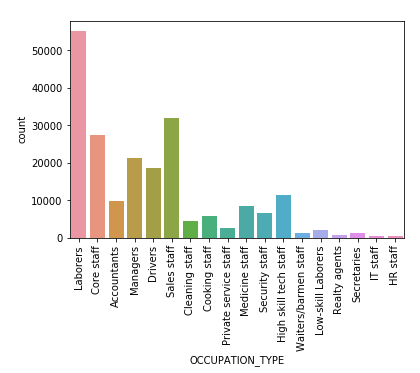 50000
40000
30000
20000
10000
0
count
Laborers
Core staff
Accountants
Managers
Drivers
Sales staff
Cleaning staff
Cooking staff
Private service staff
Medicine staff
Security staff
High skill tech staff
Waiters/barmen staff
Low-skill Laborers
Realty agents
Secretaries
IT staff
HR staff
OCCUPATION_TYPE